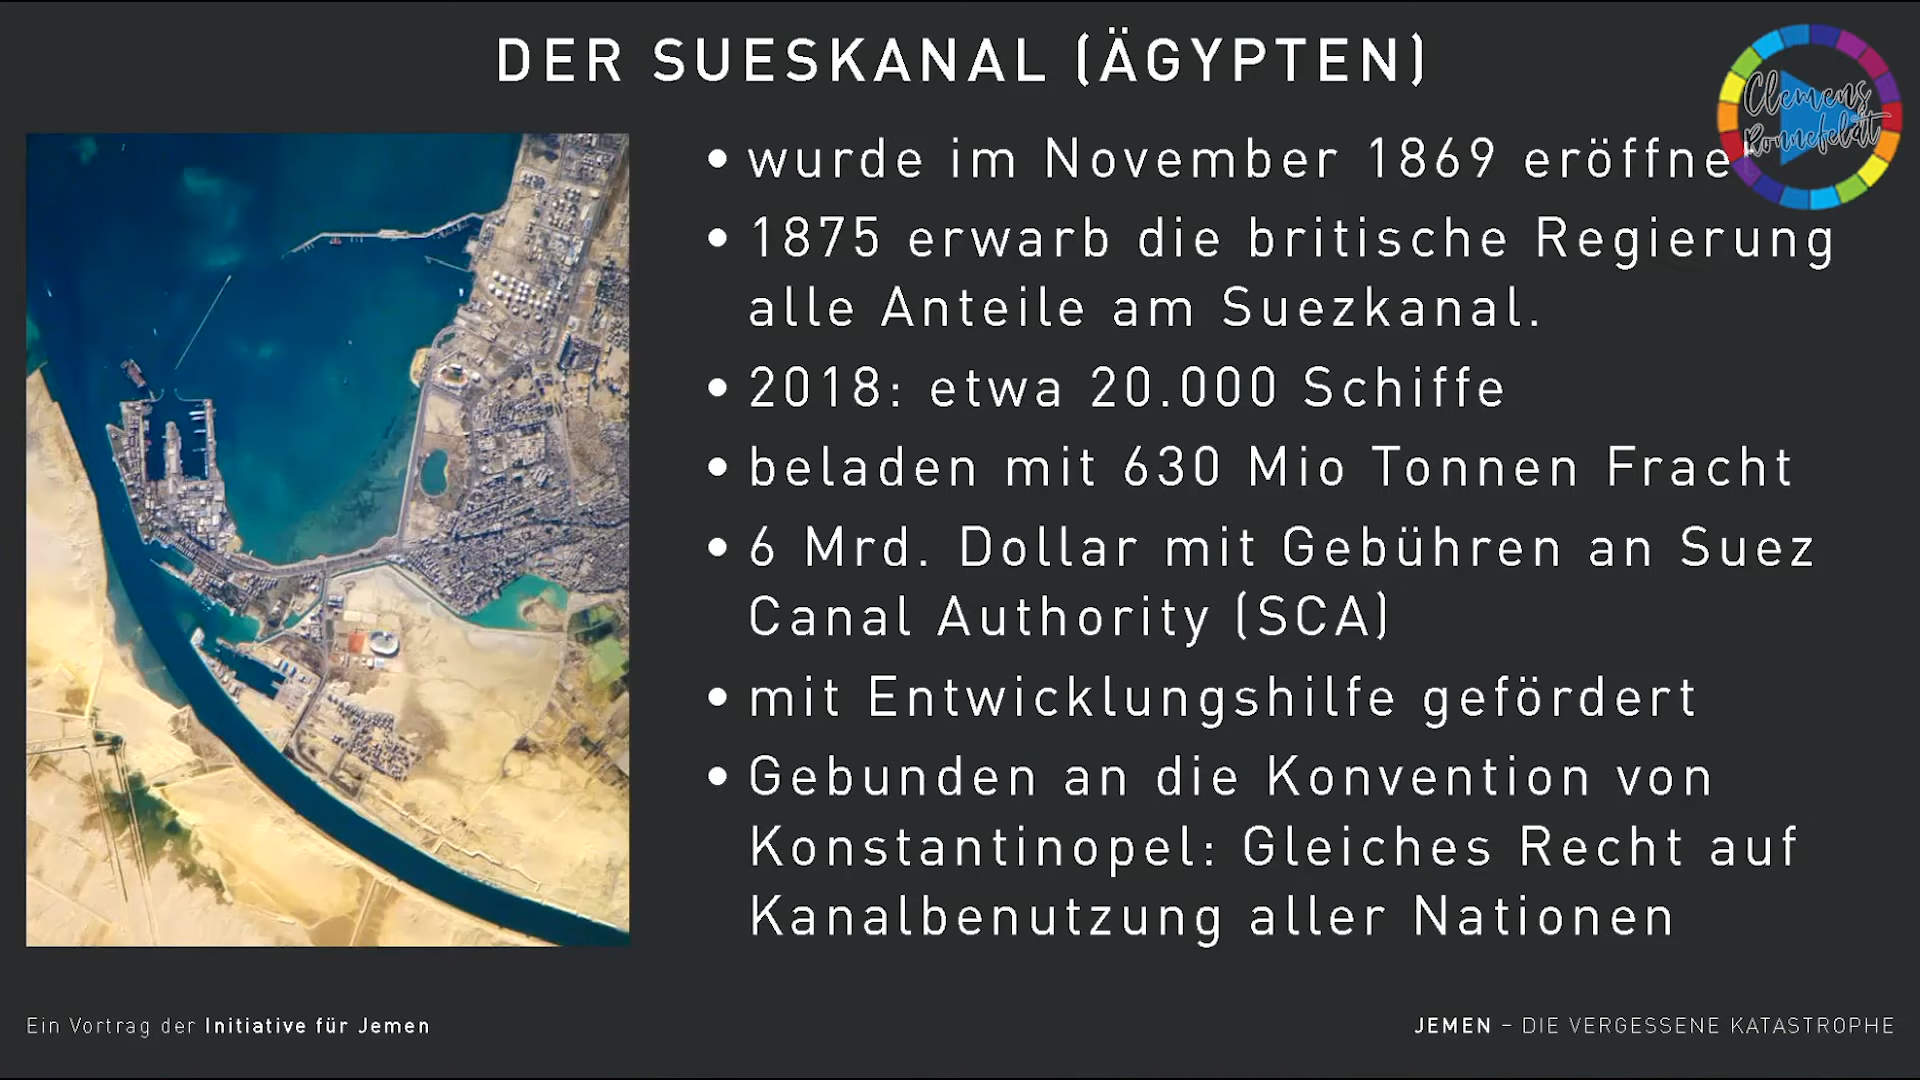 DER SUESKANAL (ÄGYPTEN)
Clemens
Ronnefeldt
• wurde im November 1869 eröffnet
• 1875 erwarb die britische Regierung
alle Anteile am Suezkanal.
• 2018: etwa 20.000 Schiffe
• beladen mit 630 Mio Tonnen Fracht
• 6 Mrd. Dollar mit Gebühren an Suez
Canal Authority (SCA)
• mit Entwicklungshilfe gefördert
• Gebunden an die Konvention von
Konstantinopel: Gleiches Recht auf
Kanalbenutzung aller Nationen
Ein Vortrag der Initiative für Jemen
JEMEN – DIE VERGESSENE KATASTROPHE